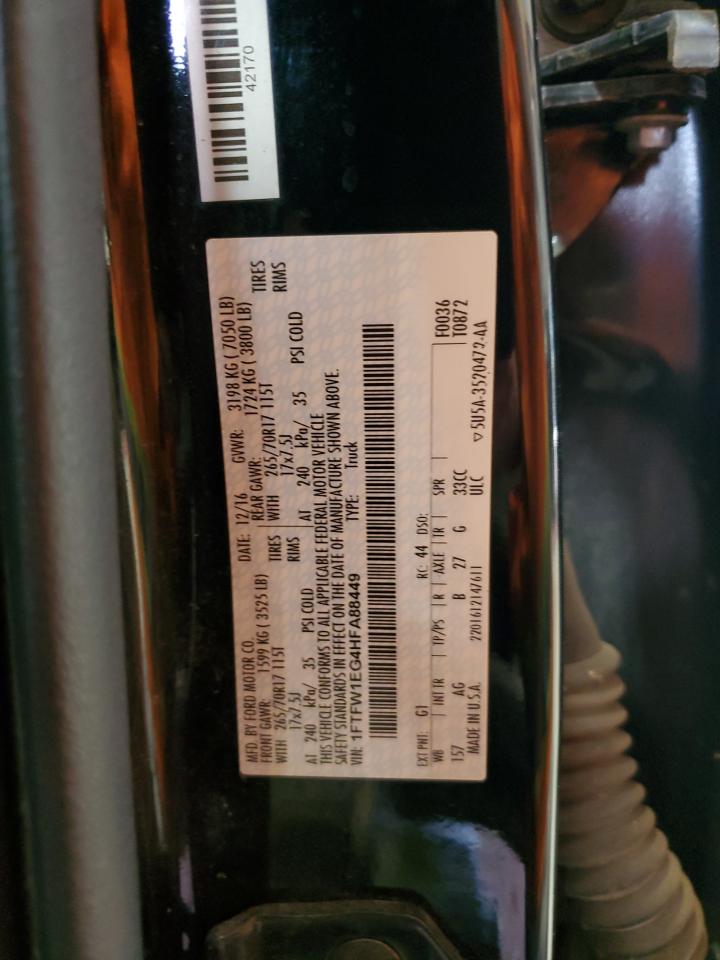 42170
MFD. BY FORD MOTOR CO. DATE: 12/16 GVWR: 3198 KG ( 7050 LB)
FRONT GAWR: 1599 KG ( 3525 LB) REAR GAWR: 1724 KG ( 3800 LB)
WITH 265/70R17 115T TIRES WITH 265/70R17 115T TIRES
17x7.5J RIMS 17x7.5J RIMS
AT 240 kPa/ 35 PSI COLD AT 240 kPa/ 35 PSI COLD
THIS VEHICLE CONFORMS TO ALL APPLICABLE FEDERAL MOTOR VEHICLE
SAFETY STANDARDS IN EFFECT ON THE DATE OF MANUFACTURE SHOWN ABOVE.
VIN: 1FTFW1EG4HFA88449 TYPE: Truck
EXT PNT: G1 RC: 44 DSO: F0036
WB INT TR TP/PS R AXLE TR SPR T0872
157 AG B 27 G 33CC
MADE IN U.S.A. 2201612147611 ULC ▽5U5A-3520472-AA